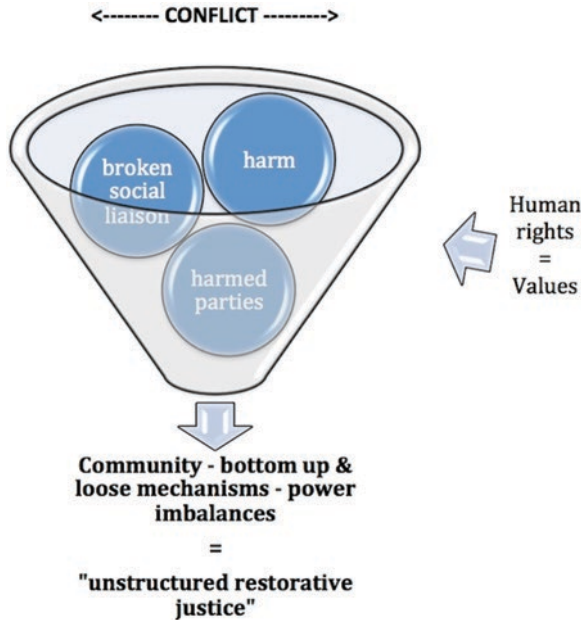 <-------- CONFLICT --------->
broken
social
liaison
harm
harmed
parties
Human
rights
=
Values
Community - bottom up &
loose mechanisms - power
imbalances
=
"unstructured restorative
justice"